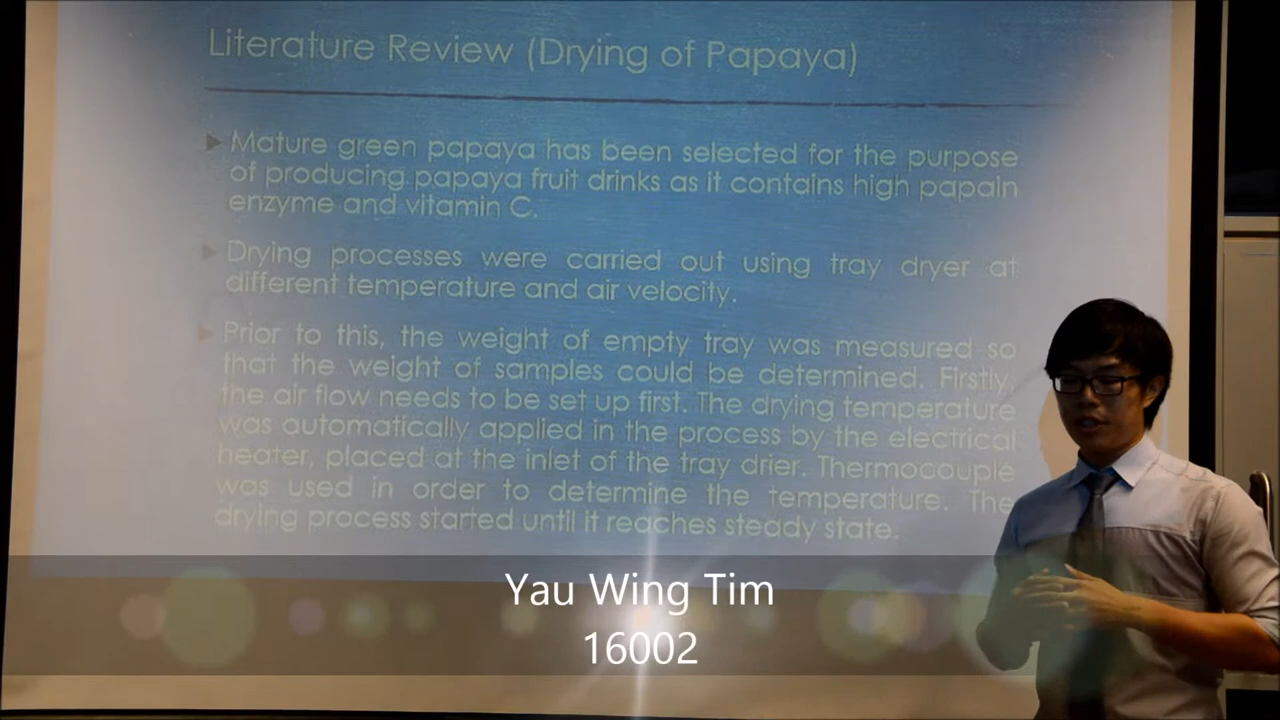 Literature Review (Drying of Papaya)
Mature green papaya has been selected for the purpose
of producing papaya fruit drinks as it contains high papain
enzyme and vitamin C.
Drying processes were carried out using tray dryer at
different temperature and air velocity.
Prior to this, the weight of empty tray was measured so
that the weight of samples could be determined. Firstly,
the air flow needs to be set up first. The drying temperature
was automatically applied in the process by the electrical
heater, placed at the inlet of the tray drier. Thermocouple
was used in order to determine the temperature. The
drying process started until it reaches steady state.
Yau Wing Tim
16002